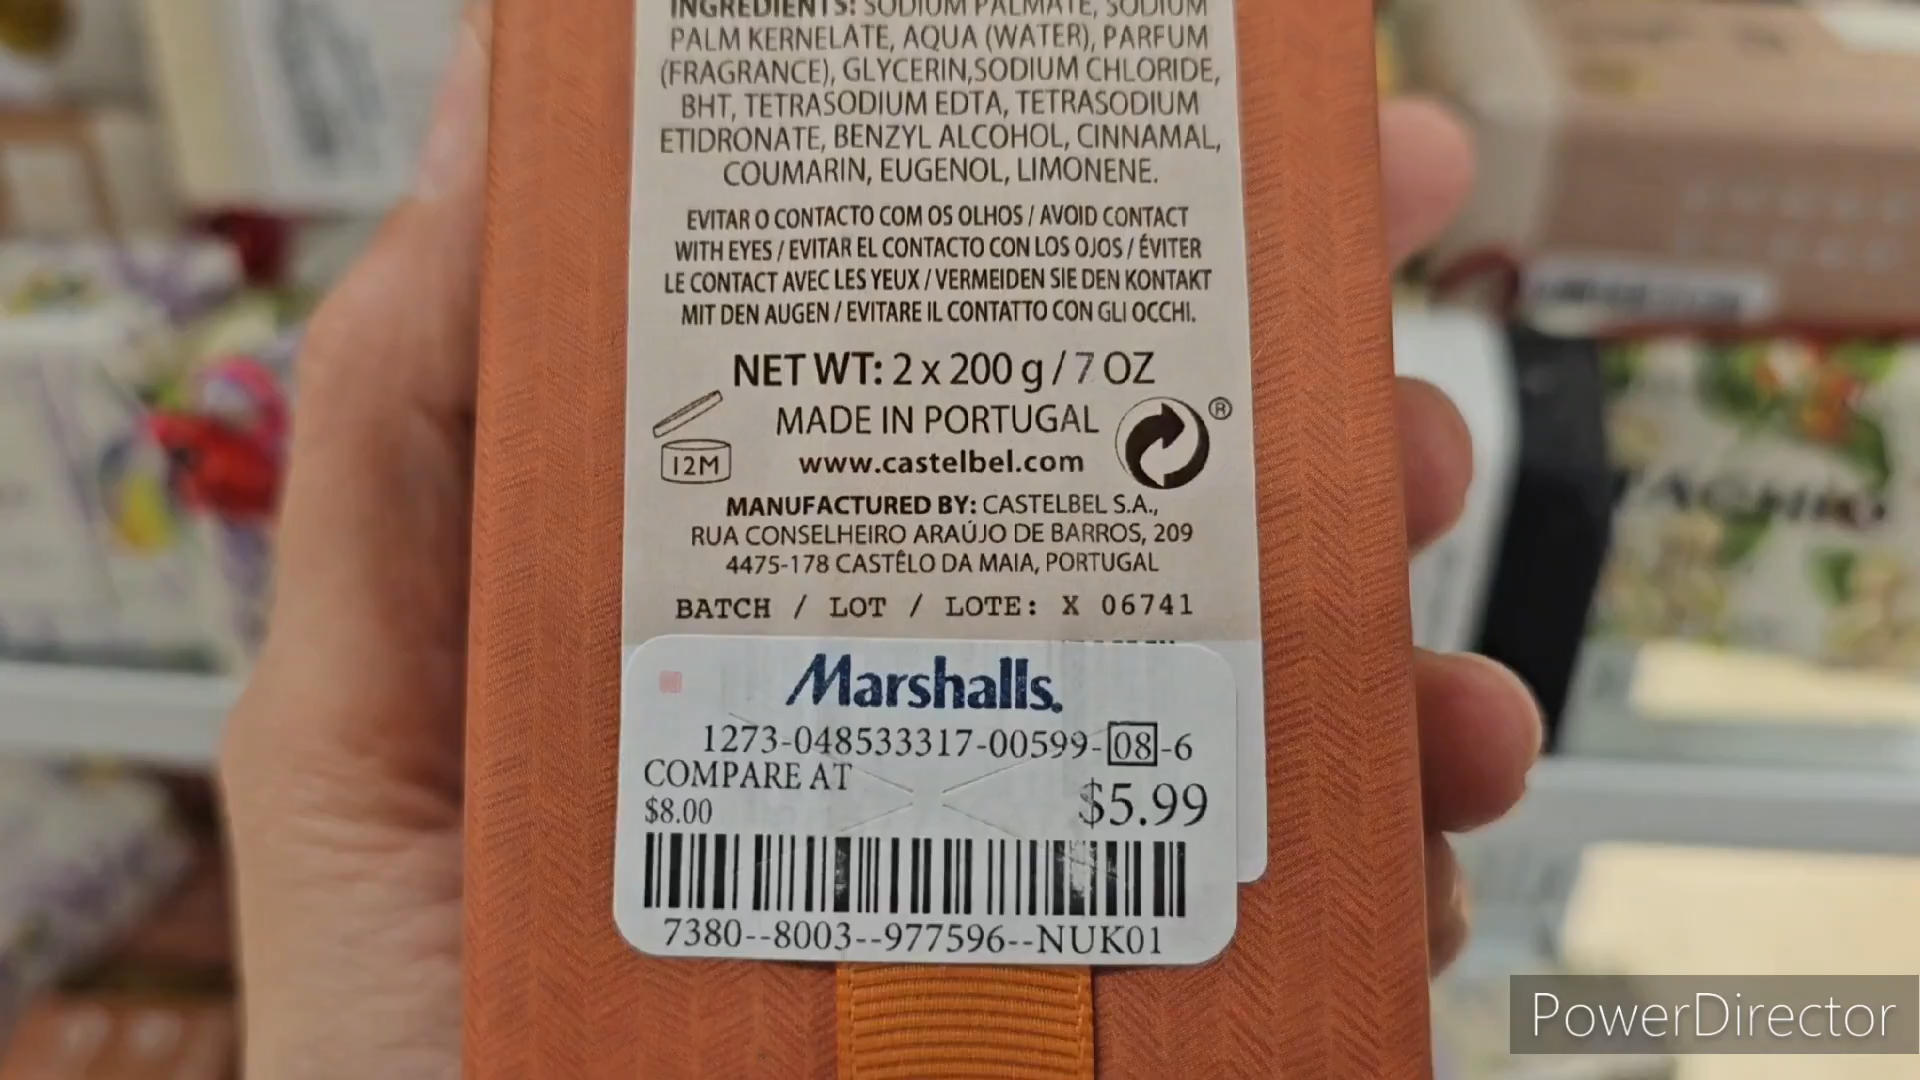 INGREDIENTS: SODIUM PALMATE, SODIUM
PALM KERNELATE, AQUA (WATER), PARFUM
(FRAGRANCE), GLYCERIN,SODIUM CHLORIDE,
BHT, TETRASODIUM EDTA, TETRASODIUM
ETIDRONATE, BENZYL ALCOHOL, CINNAMAL,
COUMARIN, EUGENOL, LIMONENE.
EVITAR O CONTACTO COM OS OLHOS / AVOID CONTACT
WITH EYES / EVITAR EL CONTACTO CON LOS OJOS / ÉVITER
LE CONTACT AVEC LES YEUX / VERMEIDEN SIE DEN KONTAKT
MIT DEN AUGEN / EVITARE IL CONTATTO CON GLI OCCHI.
NET WT: 2 x 200 g / 7 OZ
MADE IN PORTUGAL
®
12M
www.castelbel.com
MANUFACTURED BY: CASTELBEL S.A.,
RUA CONSELHEIRO ARAÚJO DE BARROS, 209
4475-178 CASTÊLO DA MAIA, PORTUGAL
BATCH / LOT / LOTE: X 06741
Marshalls.
1273-048533317-00599-08-6
COMPARE AT
$8.00
$5.99
7380--8003--977596--NUK01
PowerDirector